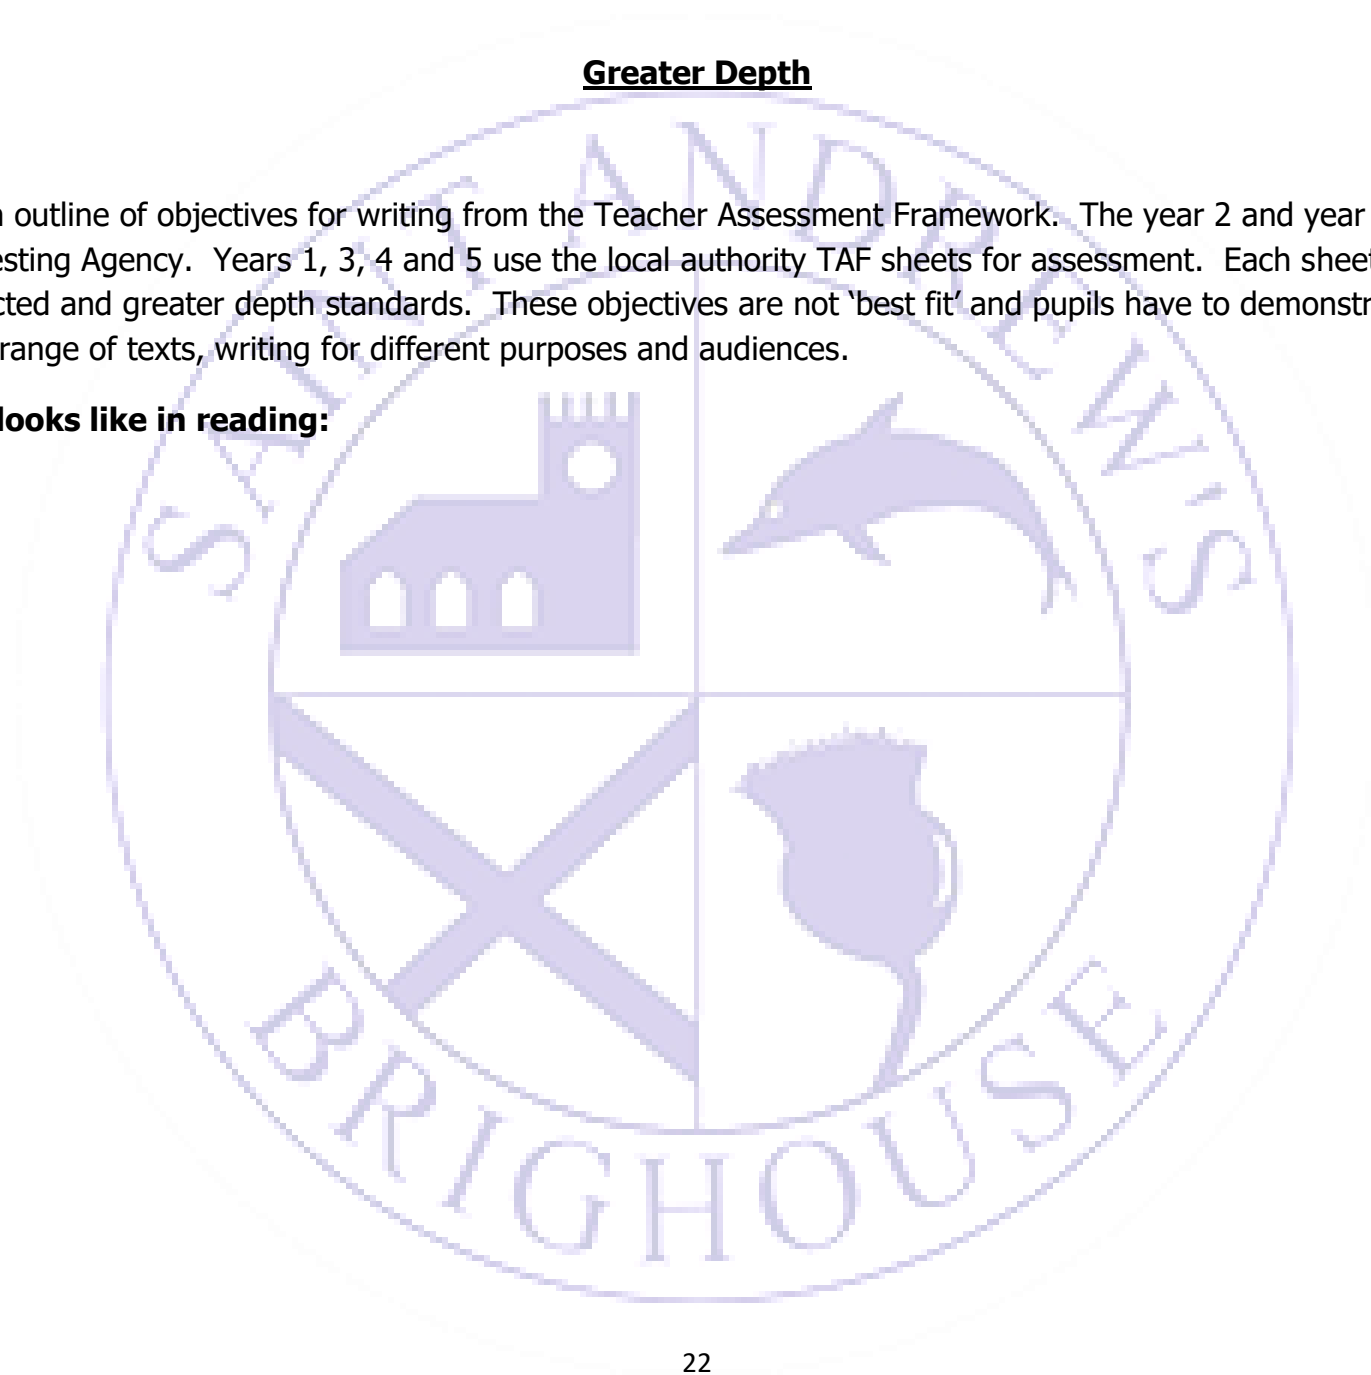 Greater Depth
outline of objectives for writing from the Teacher Assessment Framework. The year 2 and year
esting Agency. Years 1, 3, 4 and 5 use the local authority TAF sheets for assessment. Each sheet
cted and greater depth standards. These objectives are not ‘best fit’ and pupils have to demonstr
range of texts, writing for different purposes and audiences.
looks like in reading:
SAINT ANDREW'S
BRIGHOUSE
22